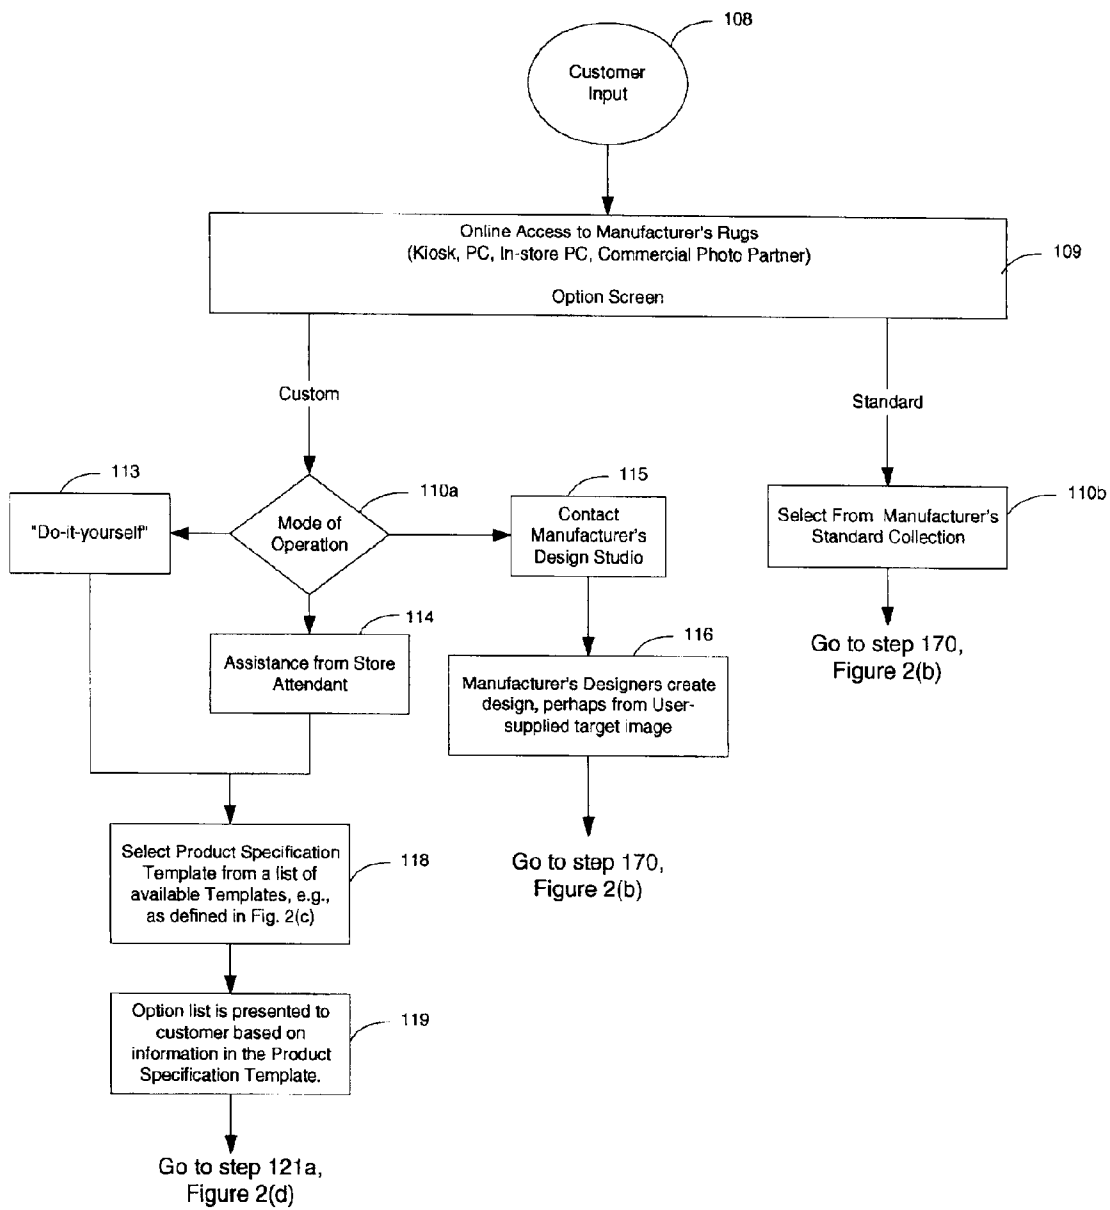 108
Customer
Input
Online Access to Manufacturer's Rugs
(Kiosk, PC, In-store PC, Commercial Photo Partner)
Option Screen
109
Custom
Standard
113
"Do-it-yourself"
110a
Mode of
Operation
115
Contact
Manufacturer's
Design Studio
110b
Select From Manufacturer's
Standard Collection
114
Assistance from Store
Attendant
116
Manufacturer's Designers create
design, perhaps from User-
supplied target image
Go to step 170,
Figure 2(b)
118
Select Product Specification
Template from a list of
available Templates, e.g.,
as defined in Fig. 2(c)
Go to step 170,
Figure 2(b)
119
Option list is presented to
customer based on
information in the Product
Specification Template.
Go to step 121a,
Figure 2(d)